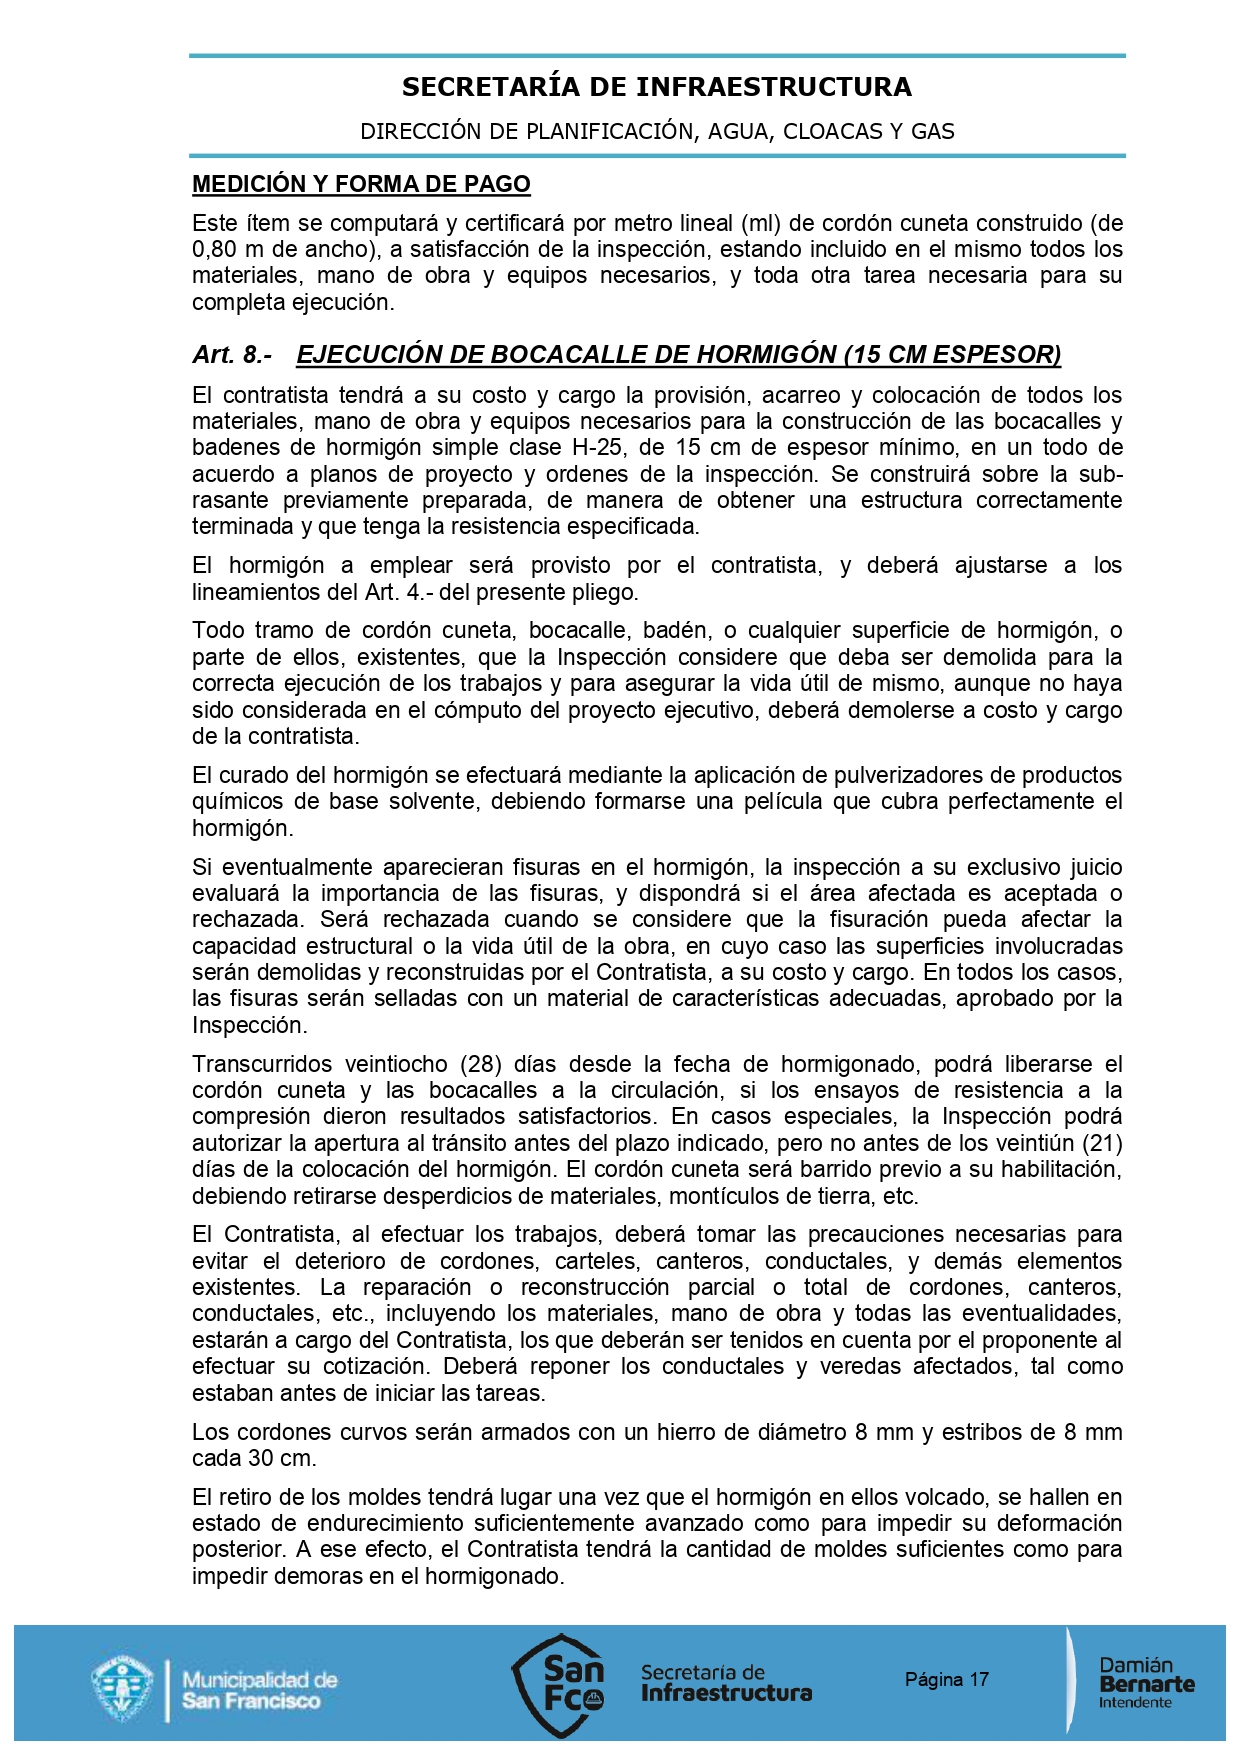 SECRETARÍA DE INFRAESTRUCTURA
DIRECCIÓN DE PLANIFICACIÓN, AGUA, CLOACAS Y GAS
MEDICIÓN Y FORMA DE PAGO
Este ítem se computará y certificará por metro lineal (ml) de cordón cuneta construido (de
0,80 m de ancho), a satisfacción de la inspección, estando incluido en el mismo todos los
materiales, mano de obra y equipos necesarios, y toda otra tarea necesaria para su
completa ejecución.
Art. 8.- EJECUCIÓN DE BOCACALLE DE HORMIGÓN (15 CM ESPESOR)
El contratista tendrá a su costo y cargo la provisión, acarreo y colocación de todos los
materiales, mano de obra y equipos necesarios para la construcción de las bocacalles y
badenes de hormigón simple clase H-25, de 15 cm de espesor mínimo, en un todo de
acuerdo a planos de proyecto y ordenes de la inspección. Se construirá sobre la sub-
rasante previamente preparada, de manera de obtener una estructura correctamente
terminada y que tenga la resistencia especificada.
El hormigón a emplear será provisto por el contratista, y deberá ajustarse a los
lineamientos del Art. 4.- del presente pliego.
Todo tramo de cordón cuneta, bocacalle, badén, o cualquier superficie de hormigón, o
parte de ellos, existentes, que la Inspección considere que deba ser demolida para la
correcta ejecución de los trabajos y para asegurar la vida útil de mismo, aunque no haya
sido considerada en el cómputo del proyecto ejecutivo, deberá demolerse a costo y cargo
de la contratista.
El curado del hormigón se efectuará mediante la aplicación de pulverizadores de productos
químicos de base solvente, debiendo formarse una película que cubra perfectamente el
hormigón.
Si eventualmente aparecieran fisuras en el hormigón, la inspección a su exclusivo juicio
evaluará la importancia de las fisuras, y dispondrá si el área afectada es aceptada o
rechazada. Será rechazada cuando se considere que la fisuración pueda afectar la
capacidad estructural o la vida útil de la obra, en cuyo caso las superficies involucradas
serán demolidas y reconstruidas por el Contratista, a su costo y cargo. En todos los casos,
las fisuras serán selladas con un material de características adecuadas, aprobado por la
Inspección.
Transcurridos veintiocho (28) días desde la fecha de hormigonado, podrá liberarse el
cordón cuneta y las bocacalles a la circulación, si los ensayos de resistencia a la
compresión dieron resultados satisfactorios. En casos especiales, la Inspección podrá
autorizar la apertura al tránsito antes del plazo indicado, pero no antes de los veintiún (21)
días de la colocación del hormigón. El cordón cuneta será barrido previo a su habilitación,
debiendo retirarse desperdicios de materiales, montículos de tierra, etc.
El Contratista, al efectuar los trabajos, deberá tomar las precauciones necesarias para
evitar el deterioro de cordones, carteles, canteros, conductales, y demás elementos
existentes. La reparación o reconstrucción parcial o total de cordones, canteros,
conductales, etc., incluyendo los materiales, mano de obra y todas las eventualidades,
estarán a cargo del Contratista, los que deberán ser tenidos en cuenta por el proponente al
efectuar su cotización. Deberá reponer los conductales y veredas afectados, tal como
estaban antes de iniciar las tareas.
Los cordones curvos serán armados con un hierro de diámetro 8 mm y estribos de 8 mm
cada 30 cm.
El retiro de los moldes tendrá lugar una vez que el hormigón en ellos volcado, se hallen en
estado de endurecimiento suficientemente avanzado como para impedir su deformación
posterior. A ese efecto, el Contratista tendrá la cantidad de moldes suficientes como para
impedir demoras en el hormigonado.
Municipalidad de
San Francisco
San
Fco
Secretaría de
Infraestructura
Página 17
Damián
Bernarte
Intendente